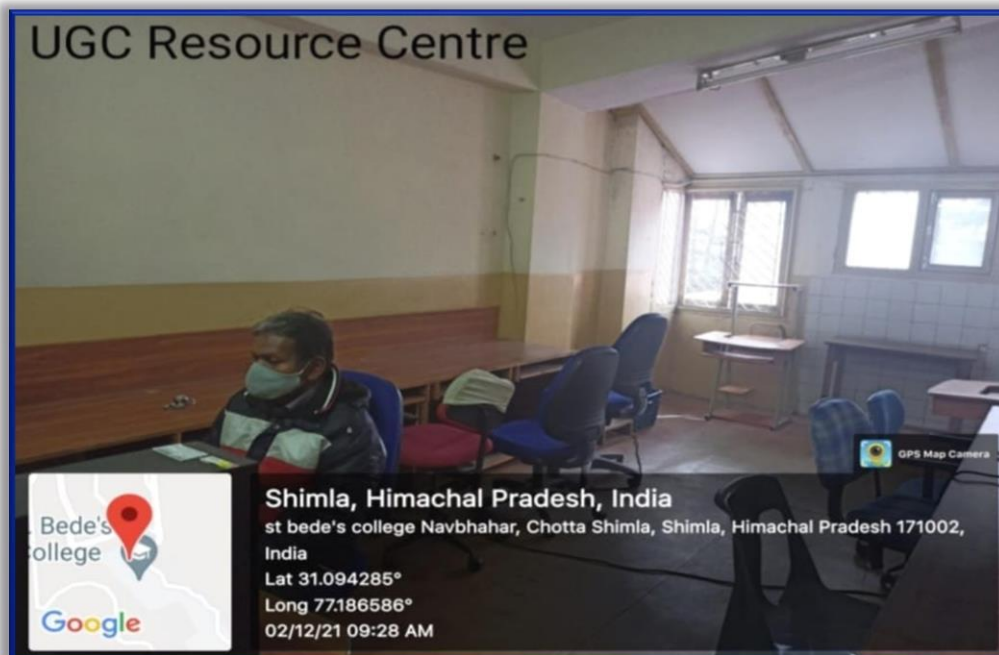 UGC Resource Centre
GPS Map Camera
Bede's
ollege
Google
Shimla, Himachal Pradesh, India
st bede's college Navbhahar, Chotta Shimla, Shimla, Himachal Pradesh 171002,
India
Lat 31.094285°
Long 77.186586°
02/12/21 09:28 AM